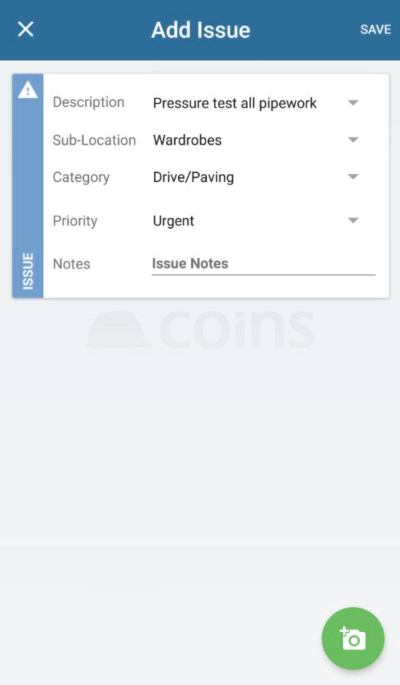 Add Issue
SAVE
Description Pressure test all pipework
Sub-Location Wardrobes
Category Drive/Paving
Priority Urgent
Notes Issue Notes
ISSUE
coins